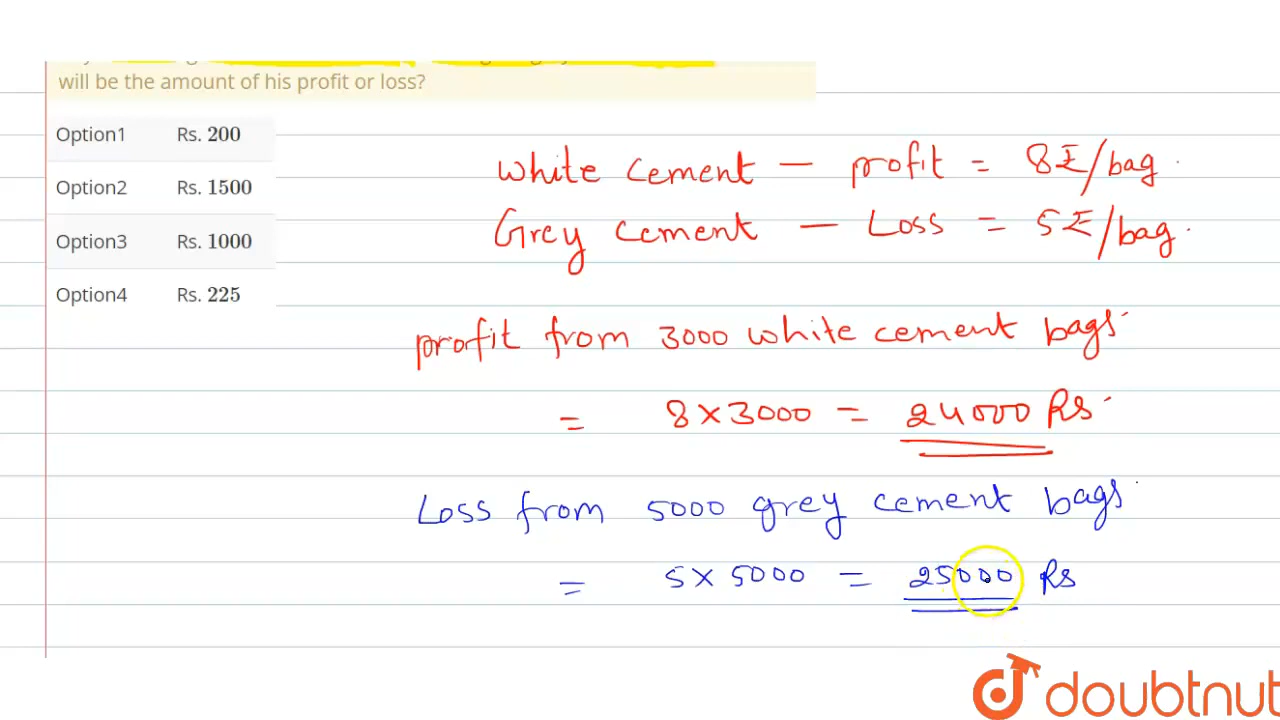 will be the amount of his profit or loss?
Option1 Rs. 200
Option2 Rs. 1500
Option3 Rs. 1000
Option4 Rs. 225
White cement — profit = 8₹/bag.
Grey cement — Loss = 5₹/bag.
profit from 3000 white cement bags.
= 8 × 3000 = 24000 Rs.
Loss from 5000 grey cement bags.
= 5 × 5000 = 25000 Rs
doubtnut